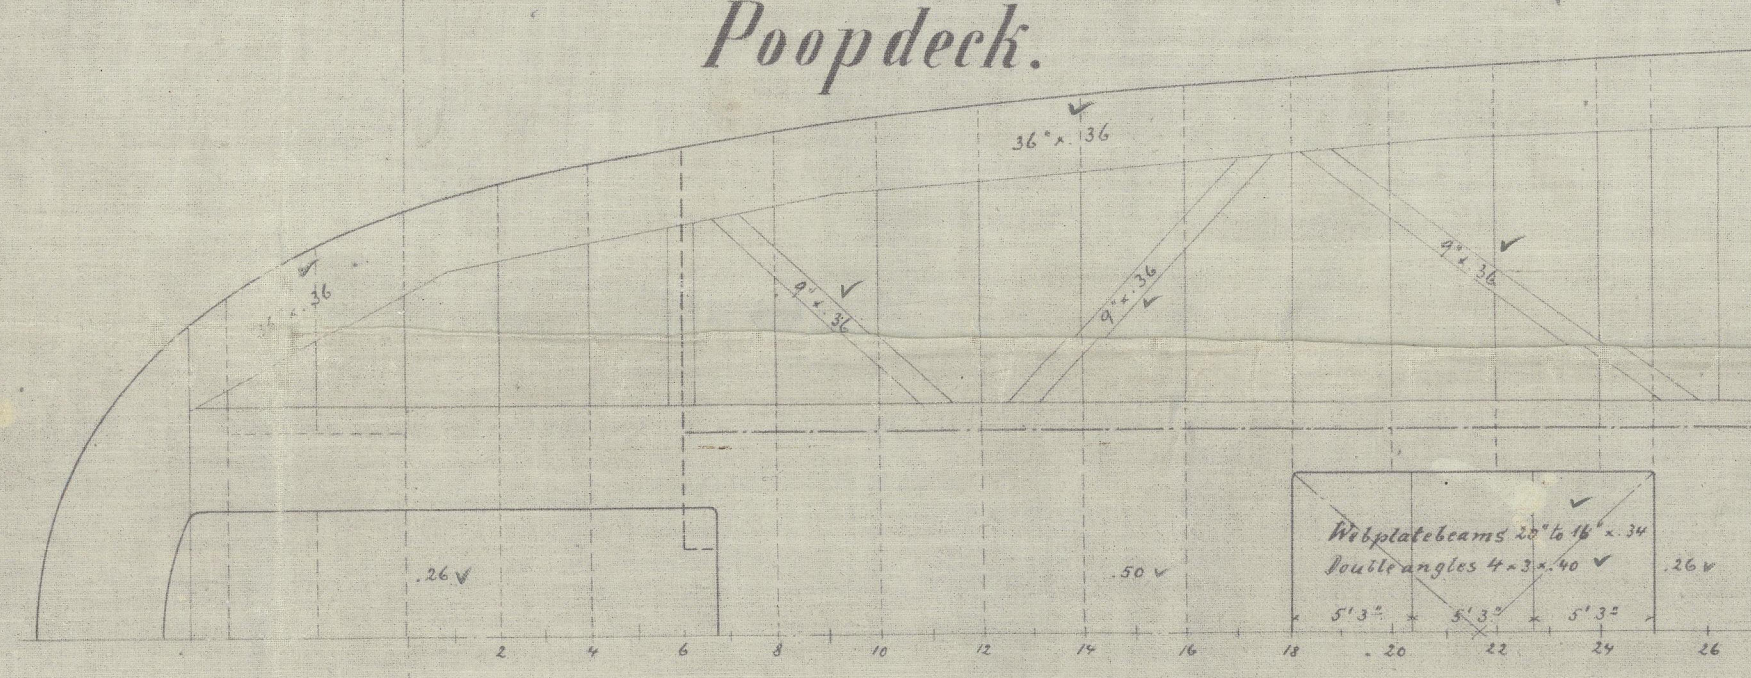 Poopdeck.
36" x .36
x .36
9" x .36
9" x .36
9" x .36
Webplatebeams 20" to 16" x .34
Double angles 4 x 3 x .40
.26
.50
.26
5' 3" 5' 3" 5' 3"
2 4 6 8 10 12 14 16 18 20 22 24 26